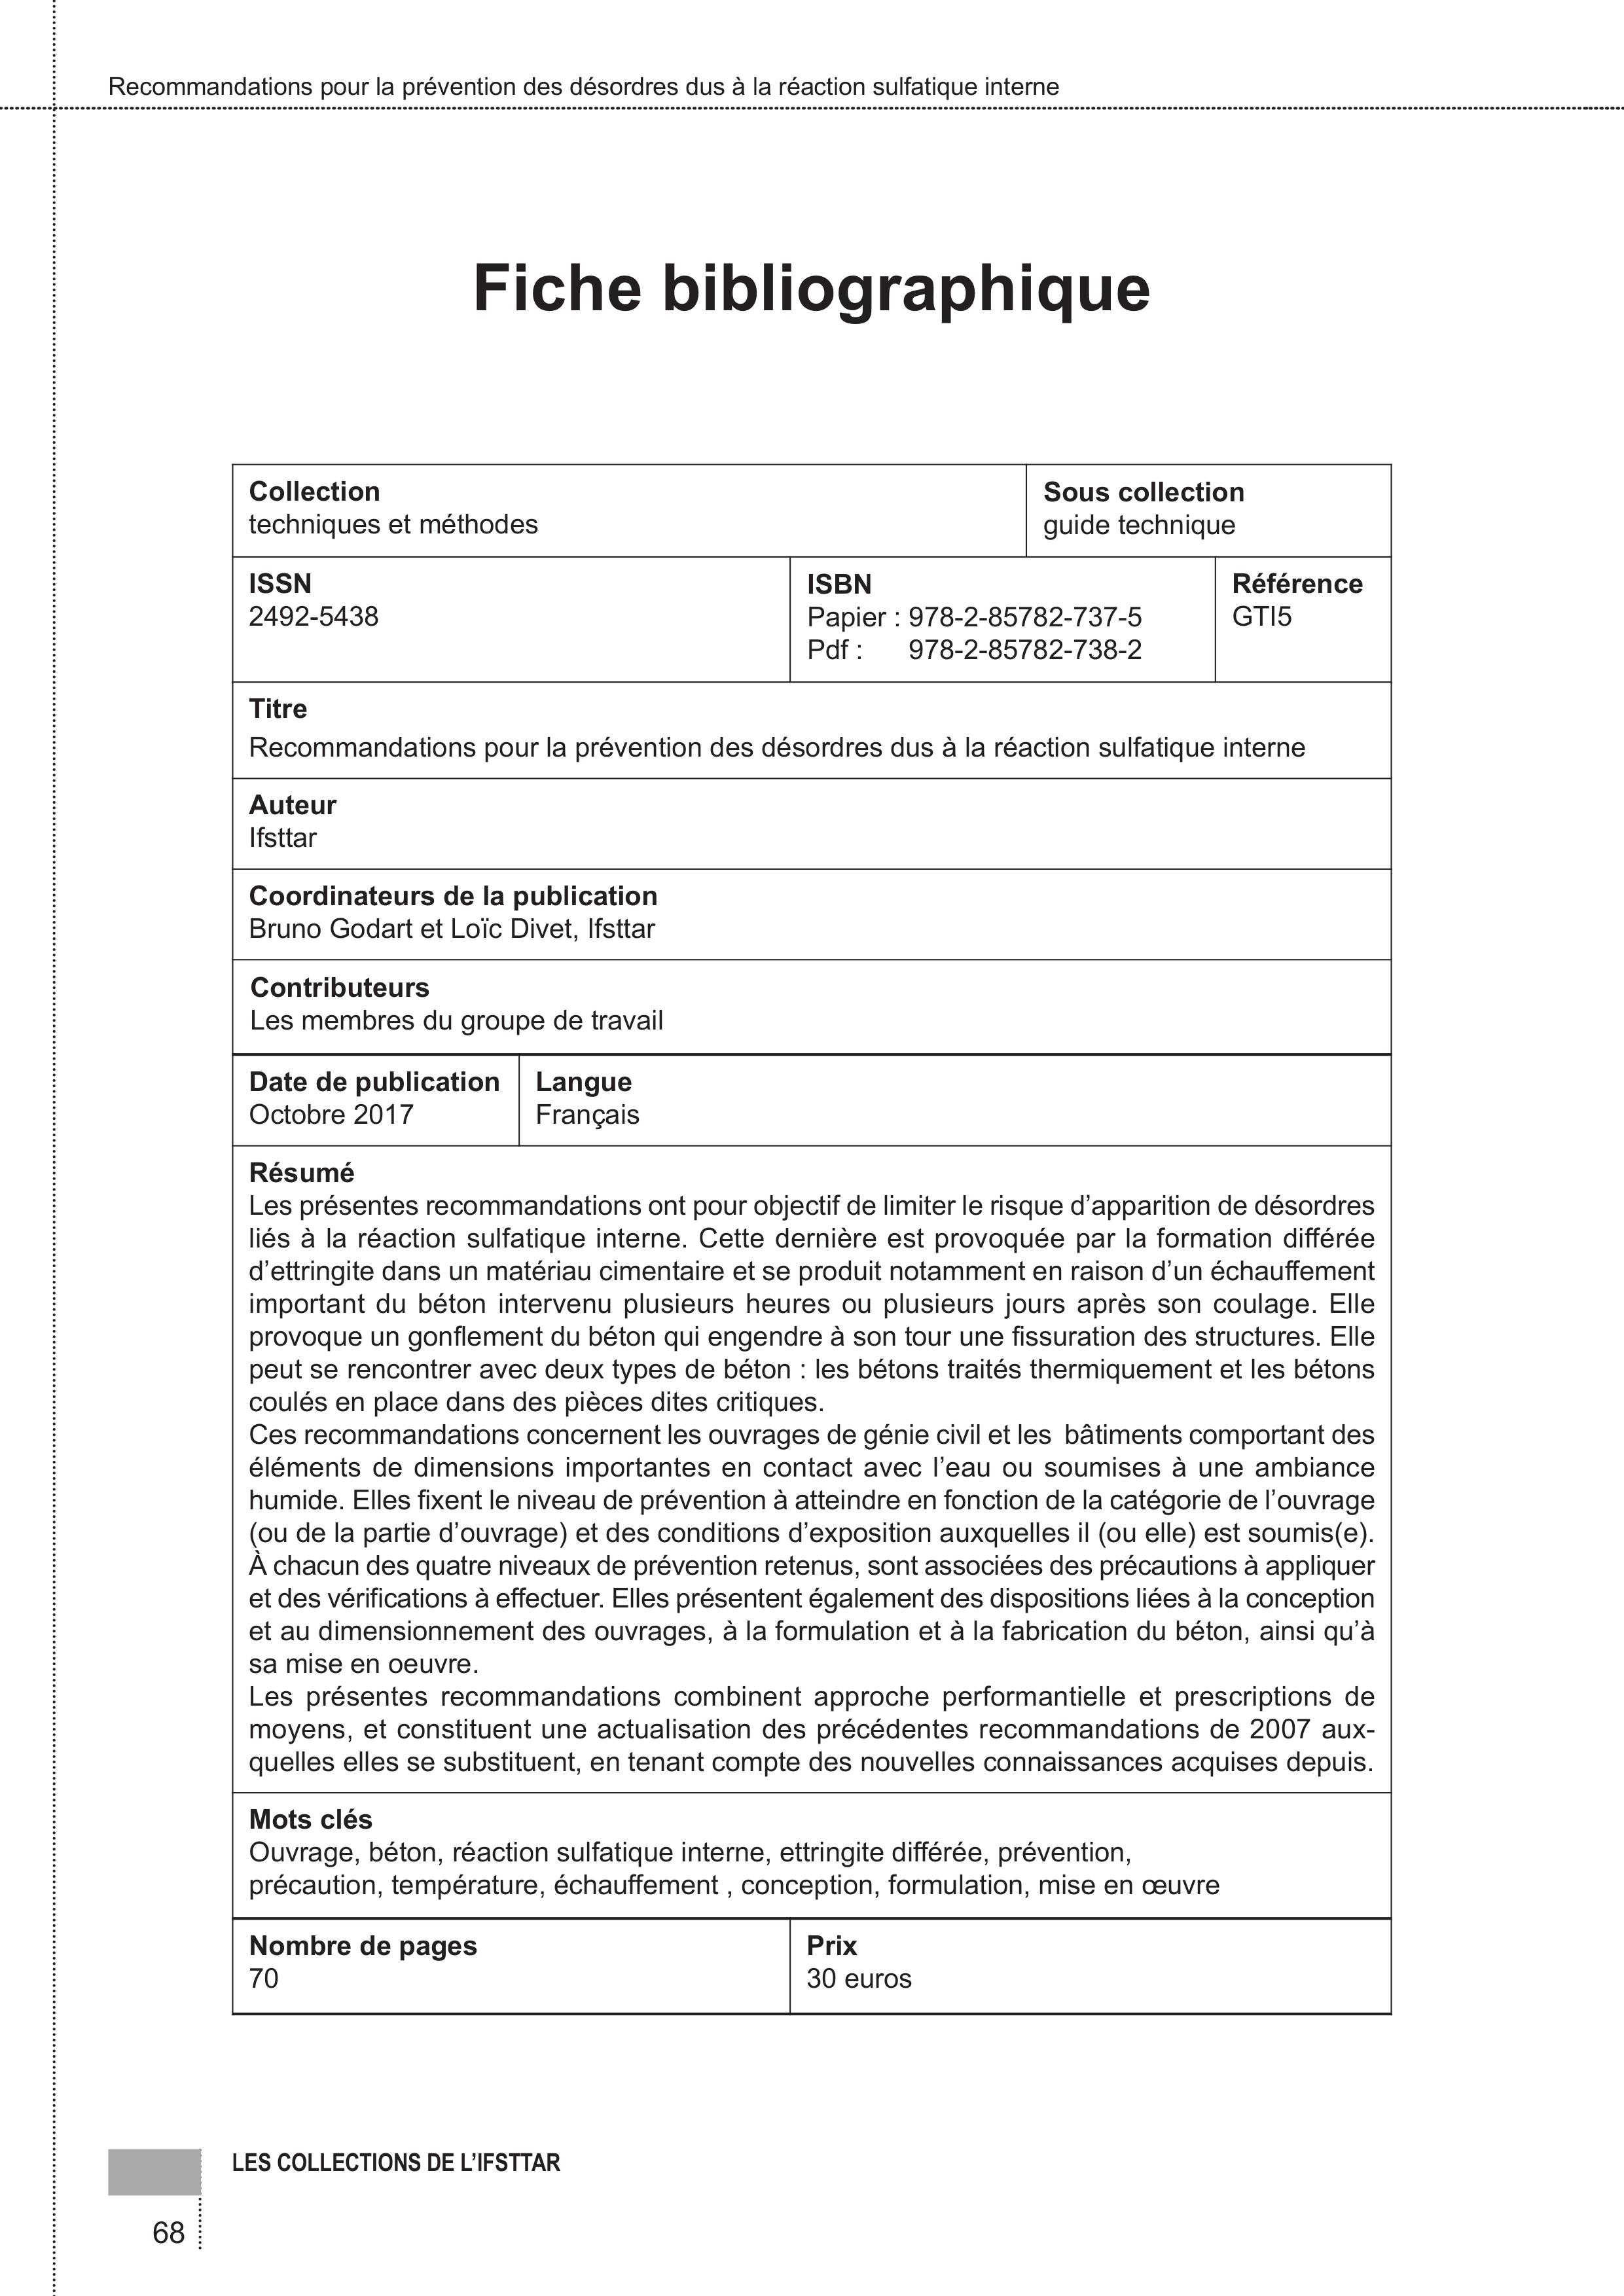 Recommandations pour la prévention des désordres dus à la réaction sulfatique interne
Fiche bibliographique
Collection
techniques et méthodes
Sous collection
guide technique
ISSN
2492-5438
ISBN
Papier : 978-2-85782-737-5
Pdf : 978-2-85782-738-2
Référence
GTI5
Titre
Recommandations pour la prévention des désordres dus à la réaction sulfatique interne
Auteur
Ifsttar
Coordinateurs de la publication
Bruno Godart et Loïc Divet, Ifsttar
Contributeurs
Les membres du groupe de travail
Date de publication
Octobre 2017
Langue
Français
Résumé
Les présentes recommandations ont pour objectif de limiter le risque d’apparition de désordres
liés à la réaction sulfatique interne. Cette dernière est provoquée par la formation différée
d’ettringite dans un matériau cimentaire et se produit notamment en raison d’un échauffement
important du béton intervenu plusieurs heures ou plusieurs jours après son coulage. Elle
provoque un gonflement du béton qui engendre à son tour une fissuration des structures. Elle
peut se rencontrer avec deux types de béton : les bétons traités thermiquement et les bétons
coulés en place dans des pièces dites critiques.
Ces recommandations concernent les ouvrages de génie civil et les bâtiments comportant des
éléments de dimensions importantes en contact avec l’eau ou soumises à une ambiance
humide. Elles fixent le niveau de prévention à atteindre en fonction de la catégorie de l’ouvrage
(ou de la partie d’ouvrage) et des conditions d’exposition auxquelles il (ou elle) est soumis(e).
À chacun des quatre niveaux de prévention retenus, sont associées des précautions à appliquer
et des vérifications à effectuer. Elles présentent également des dispositions liées à la conception
et au dimensionnement des ouvrages, à la formulation et à la fabrication du béton, ainsi qu’à
sa mise en oeuvre.
Les présentes recommandations combinent approche performantielle et prescriptions de
moyens, et constituent une actualisation des précédentes recommandations de 2007 aux-
quelles elles se substituent, en tenant compte des nouvelles connaissances acquises depuis.
Mots clés
Ouvrage, béton, réaction sulfatique interne, ettringite différée, prévention,
précaution, température, échauffement , conception, formulation, mise en œuvre
Nombre de pages
70
Prix
30 euros
LES COLLECTIONS DE L’IFSTTAR
68